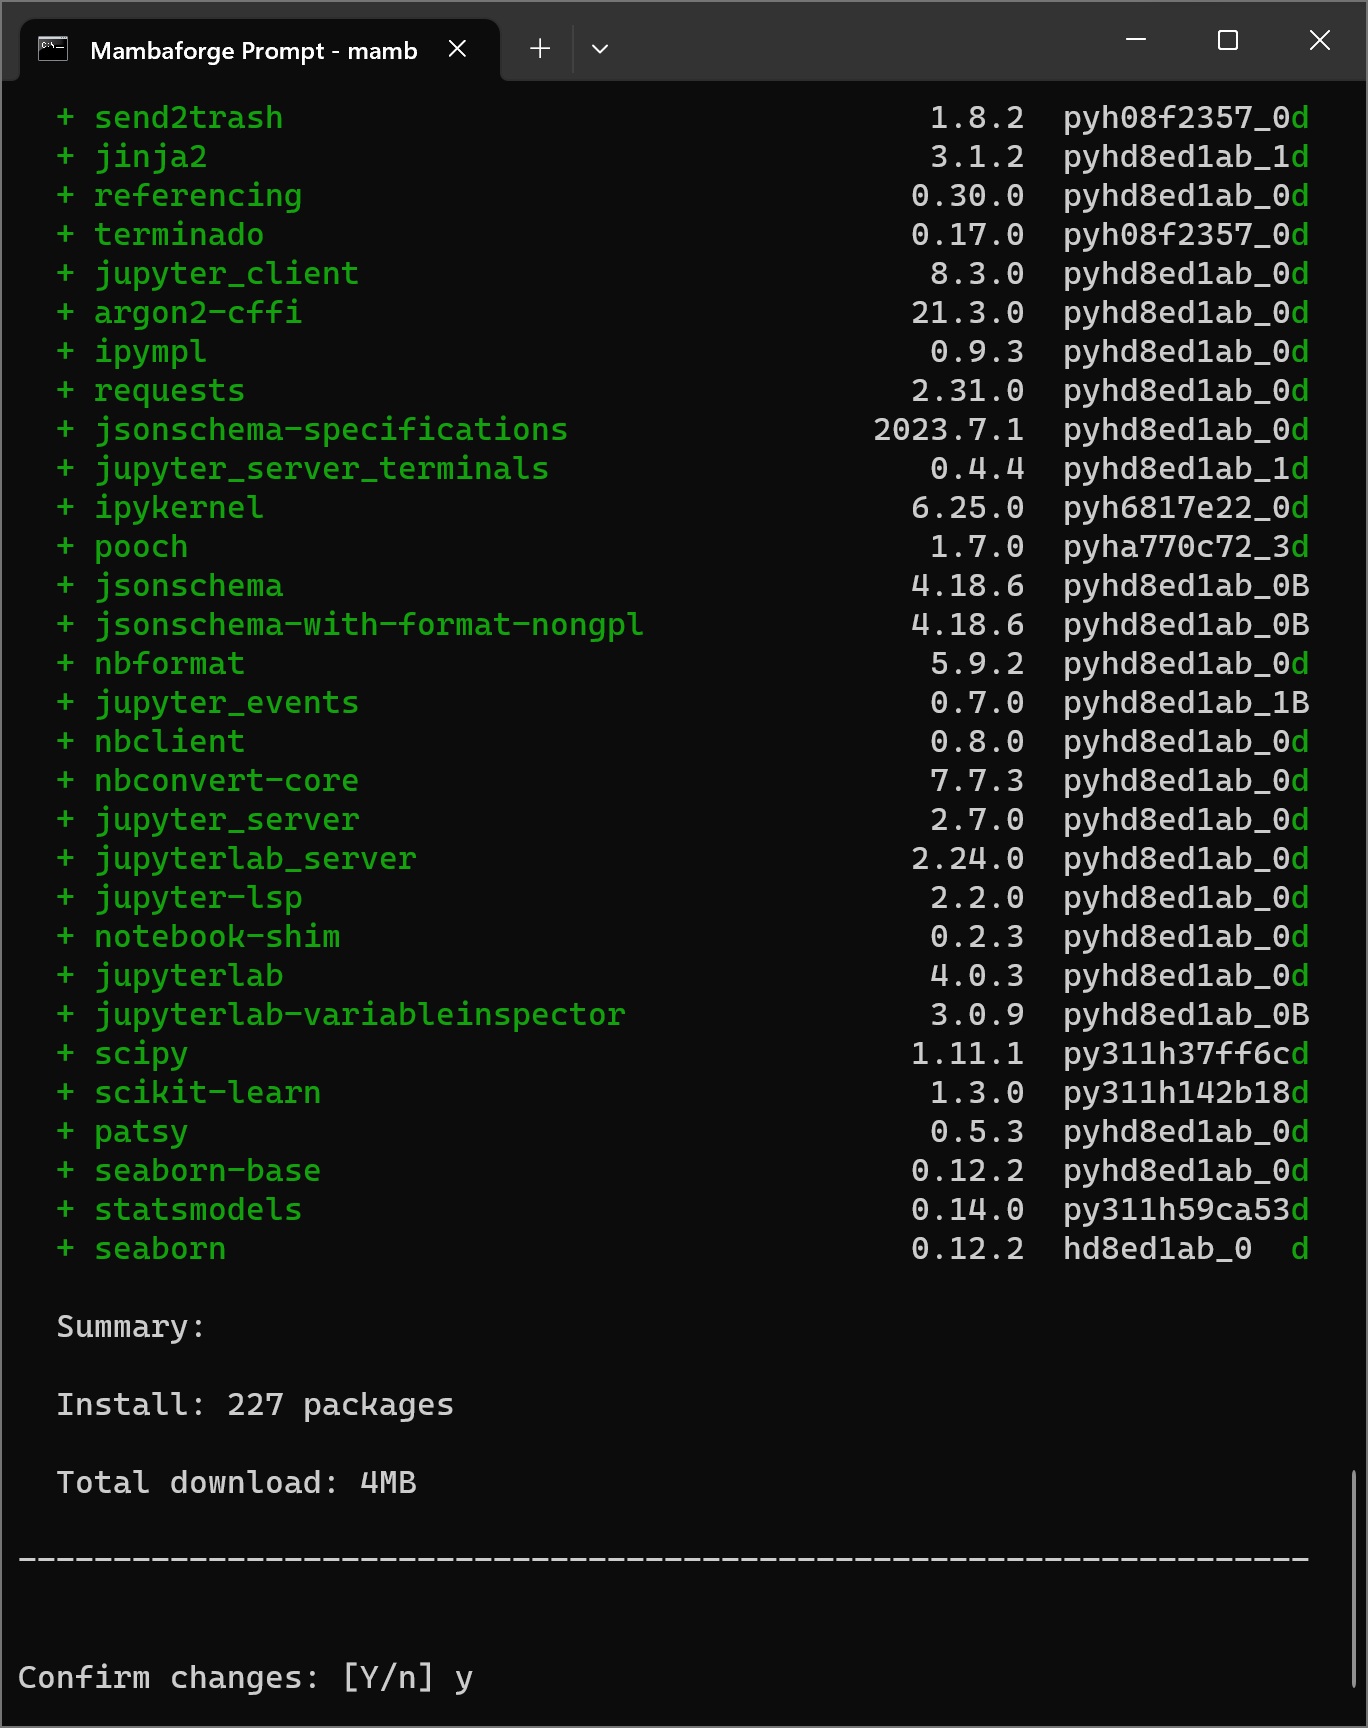 Mambaforge Prompt - mamb
+ send2trash 1.8.2 pyh08f2357_0d
+ jinja2 3.1.2 pyhd8ed1ab_1d
+ referencing 0.30.0 pyhd8ed1ab_0d
+ terminado 0.17.0 pyh08f2357_0d
+ jupyter_client 8.3.0 pyhd8ed1ab_0d
+ argon2-cffi 21.3.0 pyhd8ed1ab_0d
+ ipympl 0.9.3 pyhd8ed1ab_0d
+ requests 2.31.0 pyhd8ed1ab_0d
+ jsonschema-specifications 2023.7.1 pyhd8ed1ab_0d
+ jupyter_server_terminals 0.4.4 pyhd8ed1ab_1d
+ ipykernel 6.25.0 pyh6817e22_0d
+ pooch 1.7.0 pyha770c72_3d
+ jsonschema 4.18.6 pyhd8ed1ab_0B
+ jsonschema-with-format-nongpl 4.18.6 pyhd8ed1ab_0B
+ nbformat 5.9.2 pyhd8ed1ab_0d
+ jupyter_events 0.7.0 pyhd8ed1ab_1B
+ nbclient 0.8.0 pyhd8ed1ab_0d
+ nbconvert-core 7.7.3 pyhd8ed1ab_0d
+ jupyter_server 2.7.0 pyhd8ed1ab_0d
+ jupyterlab_server 2.24.0 pyhd8ed1ab_0d
+ jupyter-lsp 2.2.0 pyhd8ed1ab_0d
+ notebook-shim 0.2.3 pyhd8ed1ab_0d
+ jupyterlab 4.0.3 pyhd8ed1ab_0d
+ jupyterlab-variableinspector 3.0.9 pyhd8ed1ab_0B
+ scipy 1.11.1 py311h37ff6cd
+ scikit-learn 1.3.0 py311h142b18d
+ patsy 0.5.3 pyhd8ed1ab_0d
+ seaborn-base 0.12.2 pyhd8ed1ab_0d
+ statsmodels 0.14.0 py311h59ca53d
+ seaborn 0.12.2 hd8ed1ab_0 d
Summary:
Install: 227 packages
Total download: 4MB
────────────────────────────────────────────────────────────────────
Confirm changes: [Y/n] y